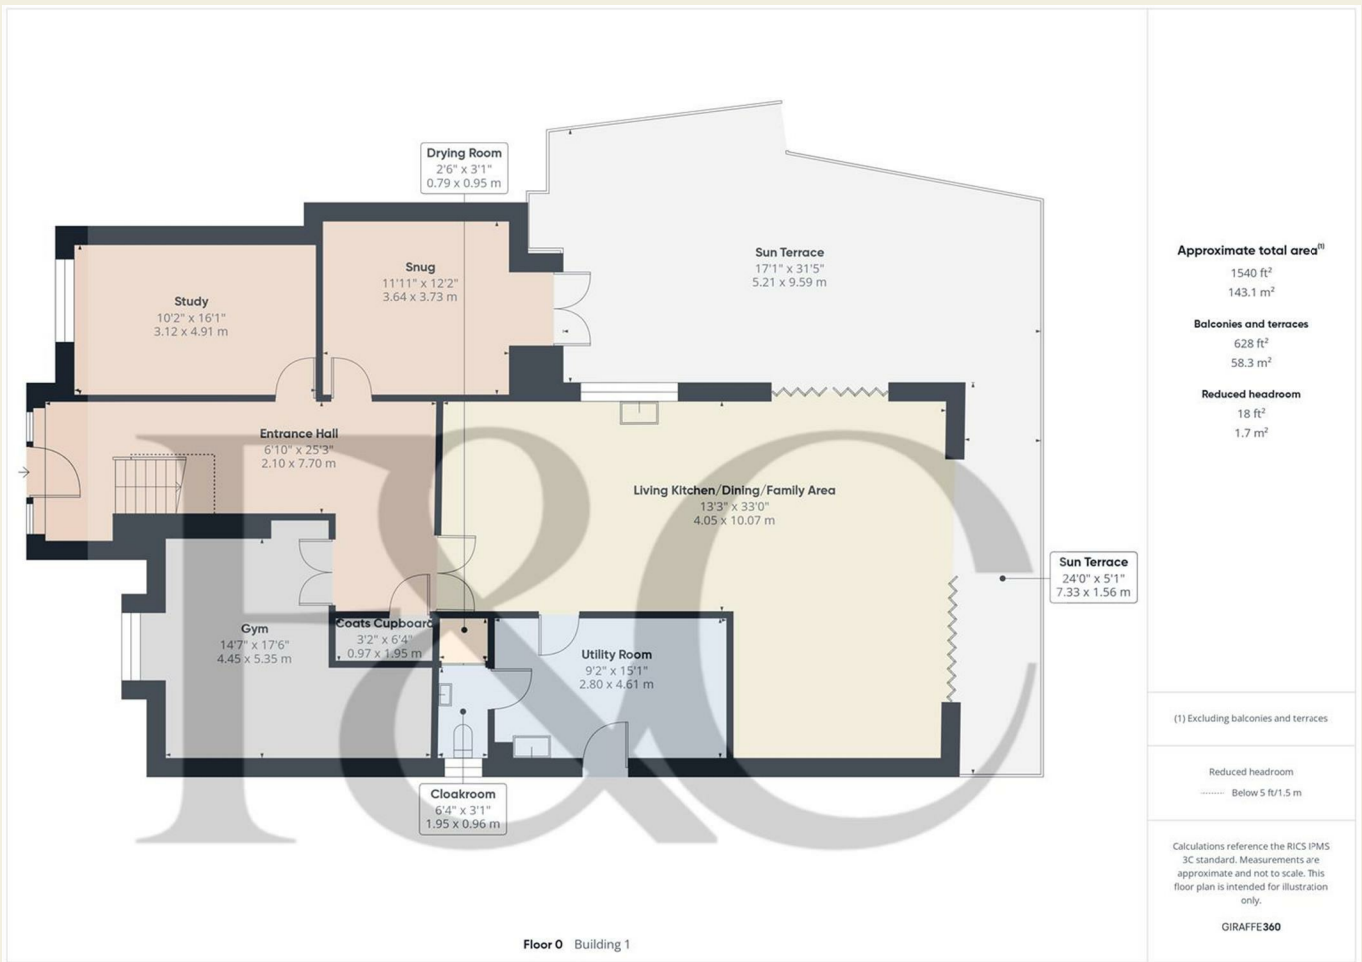 Drying Room
2'6" x 3'1"
0.79 x 0.95 m
Snug
11'11" x 12'2"
3.64 x 3.73 m
Sun Terrace
17'1" x 31'5"
5.21 x 9.59 m
Study
10'2" x 16'1"
3.12 x 4.91 m
Entrance Hall
6'10" x 25'3"
2.10 x 7.70 m
Living Kitchen/Dining/Family Area
13'3" x 33'0"
4.05 x 10.07 m
Sun Terrace
24'0" x 5'1"
7.33 x 1.56 m
Gym
14'7" x 17'6"
4.45 x 5.35 m
Coats Cupboard
3'2" x 6'4"
0.97 x 1.95 m
Utility Room
9'2" x 15'1"
2.80 x 4.61 m
Cloakroom
6'4" x 3'1"
1.95 x 0.96 m
F&C
Floor 0 Building 1
Approximate total area(1)
1540 ft²
143.1 m²
Balconies and terraces
628 ft²
58.3 m²
Reduced headroom
18 ft²
1.7 m²
(1) Excluding balconies and terraces
Reduced headroom
Below 5 ft/1.5 m
Calculations reference the RICS IPMS
3C standard. Measurements are
approximate and not to scale. This
floor plan is intended for illustration
only.
GIRAFFE360